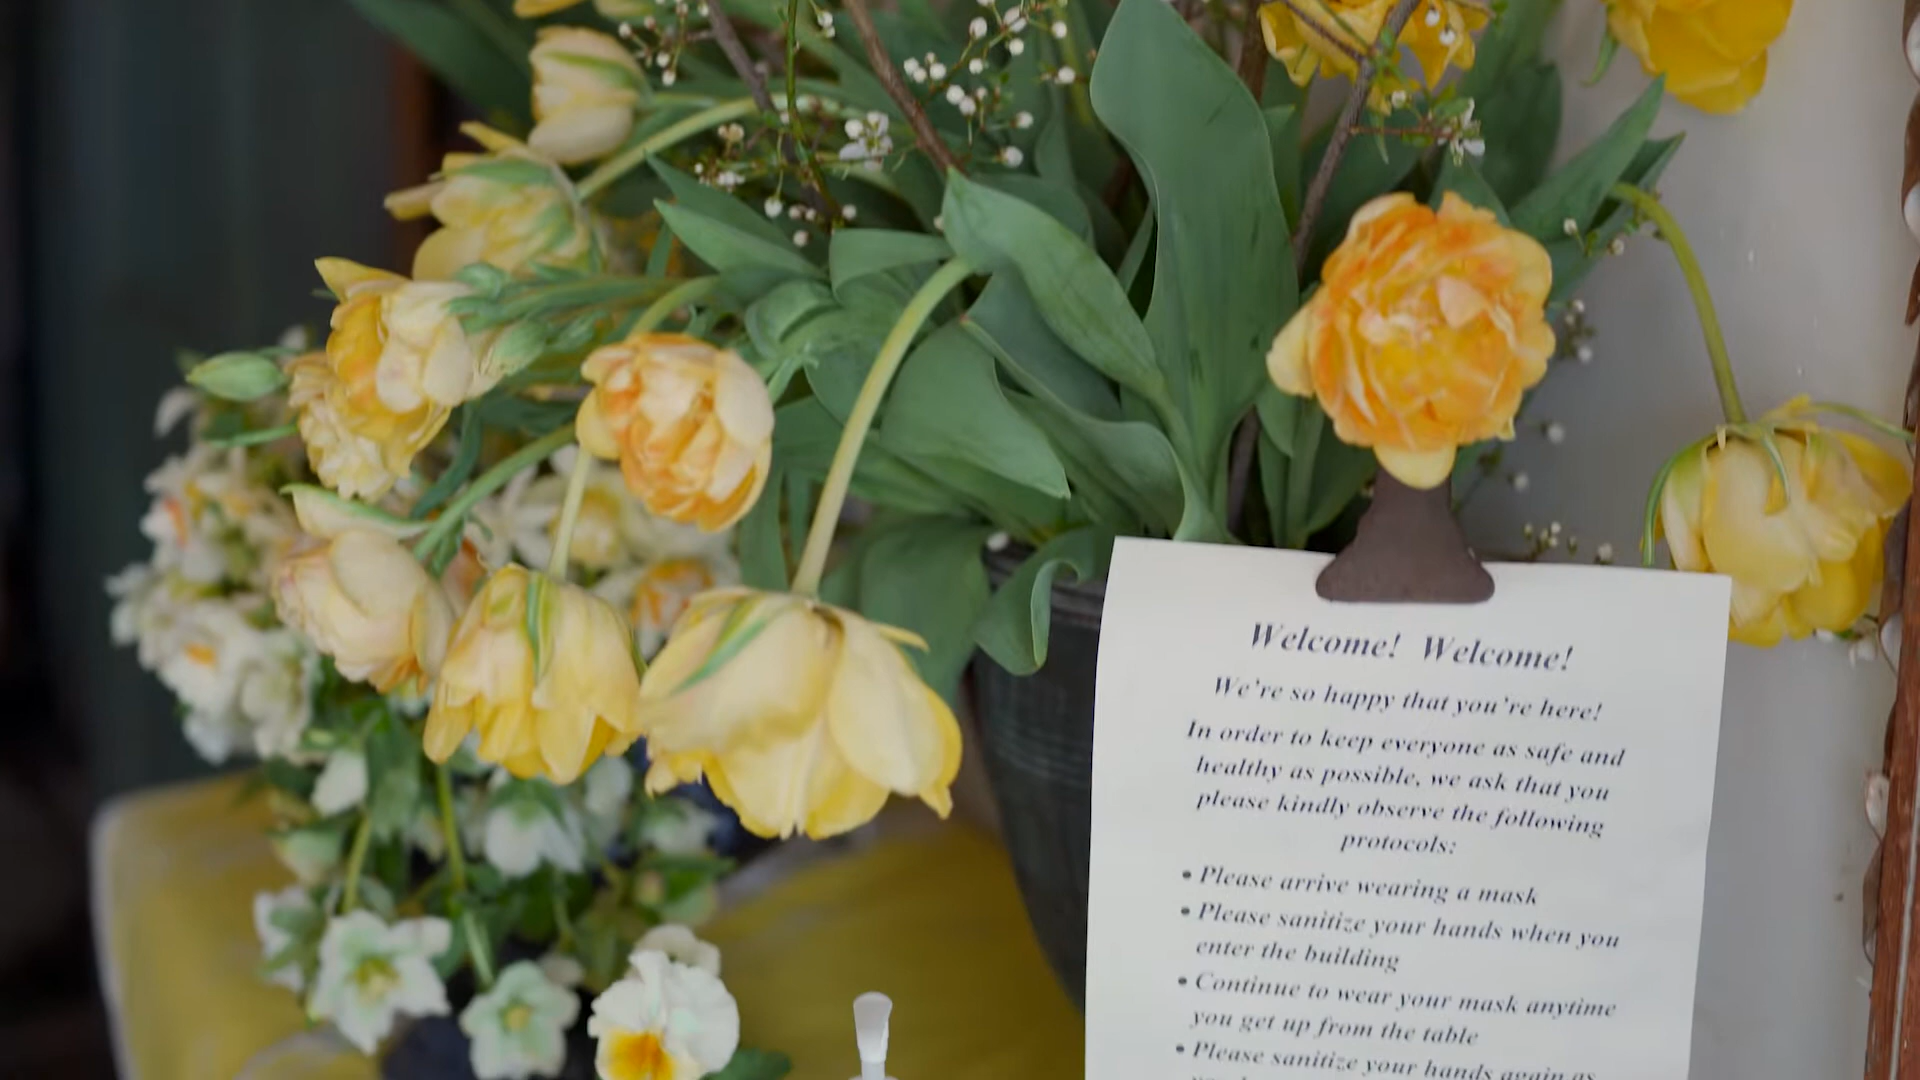 Welcome! Welcome!
We're so happy that you're here!
In order to keep everyone as safe and
healthy as possible, we ask that you
please kindly observe the following
protocols:
• Please arrive wearing a mask
• Please sanitize your hands when you
enter the building
• Continue to wear your mask anytime
you get up from the table
• Please sanitize your hands again as